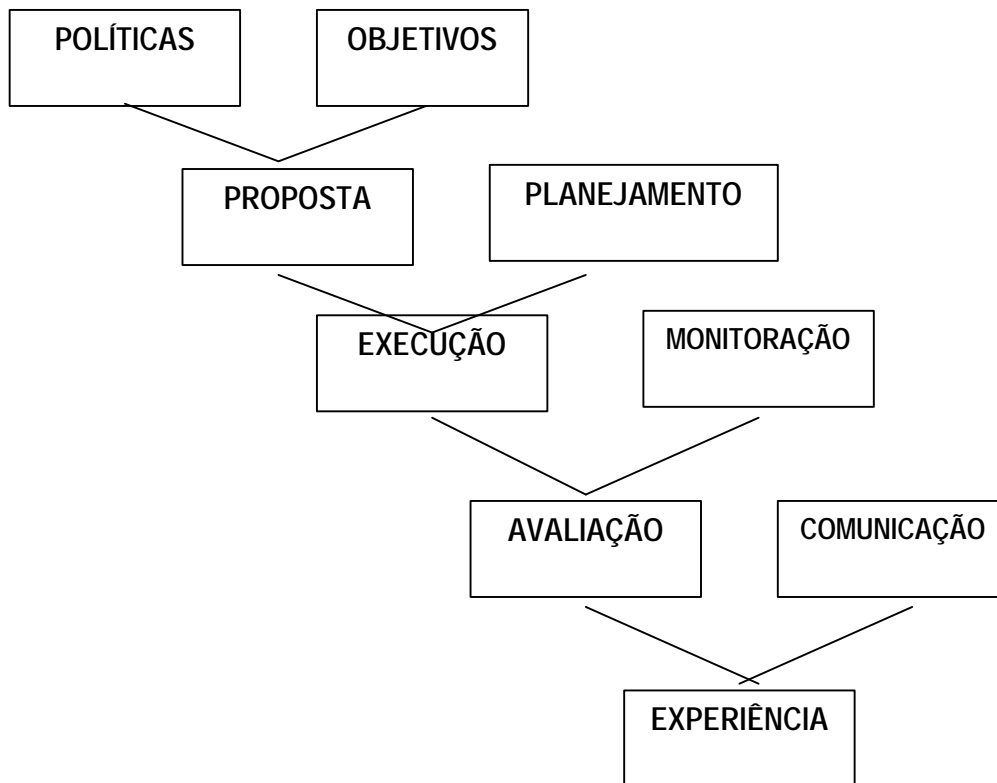 POLÍTICAS
OBJETIVOS
PROPOSTA
PLANEJAMENTO
EXECUÇÃO
MONITORAÇÃO
AVALIAÇÃO
COMUNICAÇÃO
EXPERIÊNCIA